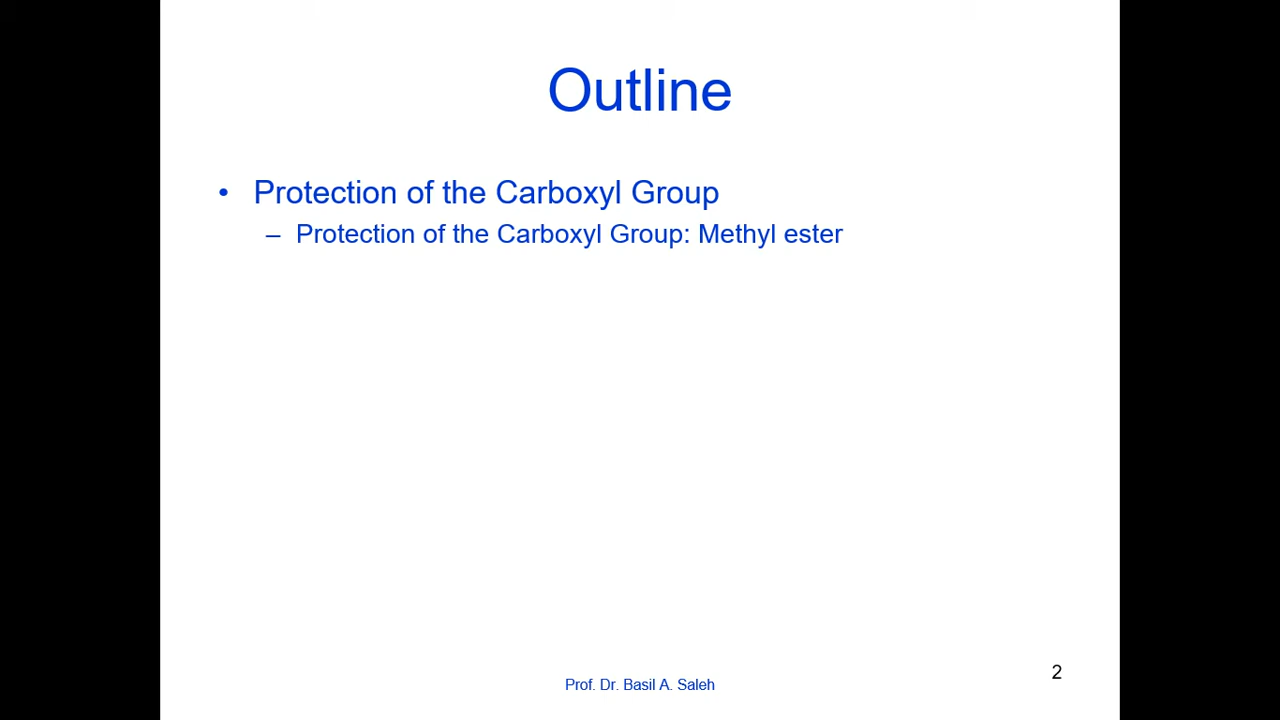 Outline
• Protection of the Carboxyl Group
– Protection of the Carboxyl Group: Methyl ester
Prof. Dr. Basil A. Saleh
2